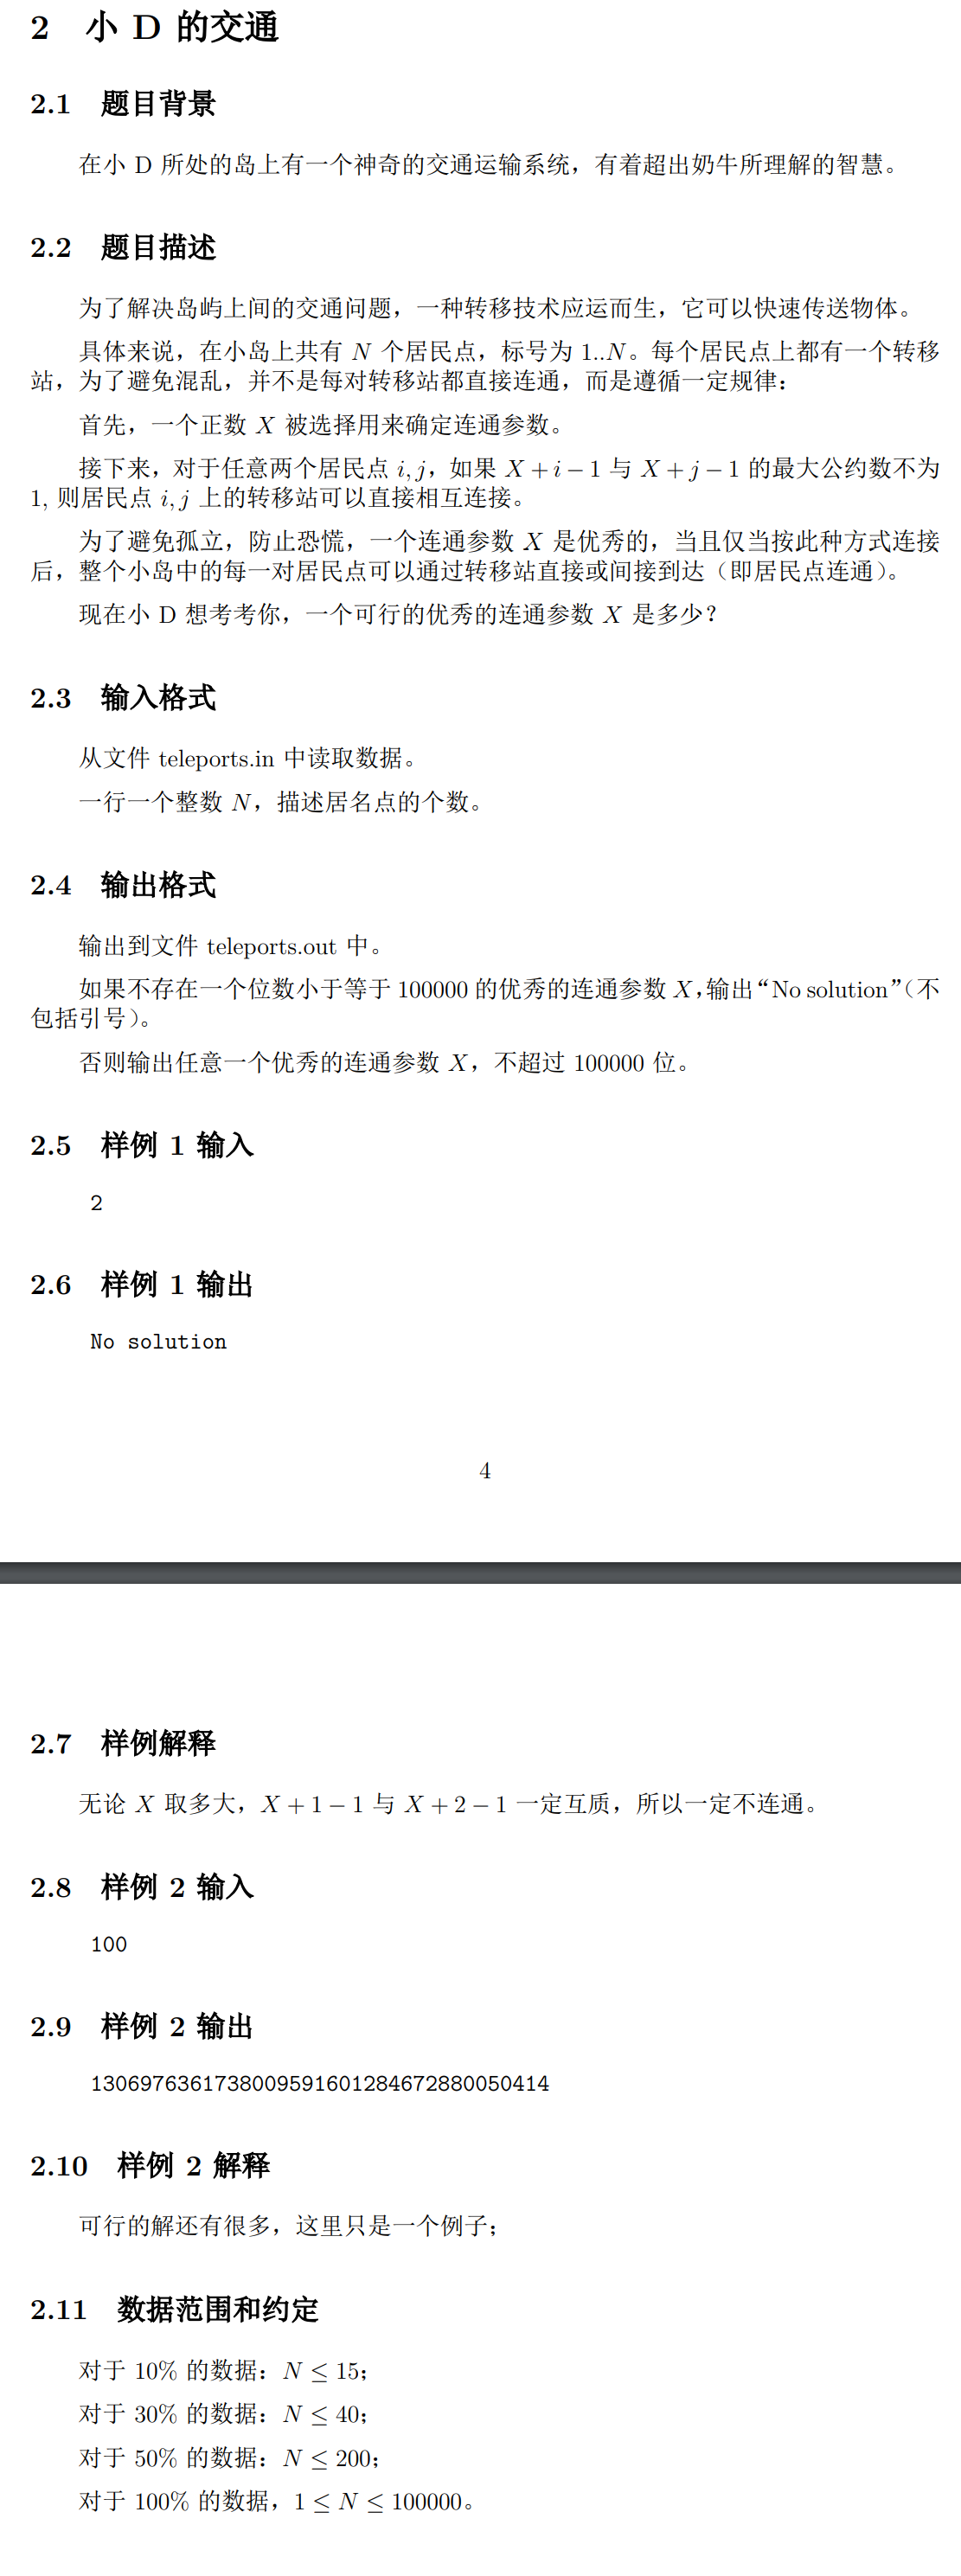 2 小 D 的交通
2.1 题目背景
在小 D 所处的岛上有一个神奇的交通运输系统，有着超出奶牛所理解的智慧。
2.2 题目描述
为了解决岛屿上间的交通问题，一种转移技术应运而生，它可以快速传送物体。
具体来说，在小岛上共有 N 个居民点，标号为 1..N。每个居民点上都有一个转移
站，为了避免混乱，并不是每对转移站都直接连通，而是遵循一定规律：
首先，一个正数 X 被选择用来确定连通参数。
接下来，对于任意两个居民点 i, j，如果 X + i − 1 与 X + j − 1 的最大公约数不为
1, 则居民点 i, j 上的转移站可以直接相互连接。
为了避免孤立，防止恐慌，一个连通参数 X 是优秀的，当且仅当按此种方式连接
后，整个小岛中的每一对居民点可以通过转移站直接或间接到达（即居民点连通）。
现在小 D 想考考你，一个可行的优秀的连通参数 X 是多少？
2.3 输入格式
从文件 teleports.in 中读取数据。
一行一个整数 N，描述居名点的个数。
2.4 输出格式
输出到文件 teleports.out 中。
如果不存在一个位数小于等于 100000 的优秀的连通参数 X，输出“No solution”（不
包括引号）。
否则输出任意一个优秀的连通参数 X，不超过 100000 位。
2.5 样例 1 输入
2
2.6 样例 1 输出
No solution
4
2.7 样例解释
无论 X 取多大，X + 1 − 1 与 X + 2 − 1 一定互质，所以一定不连通。
2.8 样例 2 输入
100
2.9 样例 2 输出
1306976361738009591601284672880050414
2.10 样例 2 解释
可行的解还有很多，这里只是一个例子；
2.11 数据范围和约定
对于 10% 的数据：N ≤ 15；
对于 30% 的数据：N ≤ 40；
对于 50% 的数据：N ≤ 200；
对于 100% 的数据，1 ≤ N ≤ 100000。